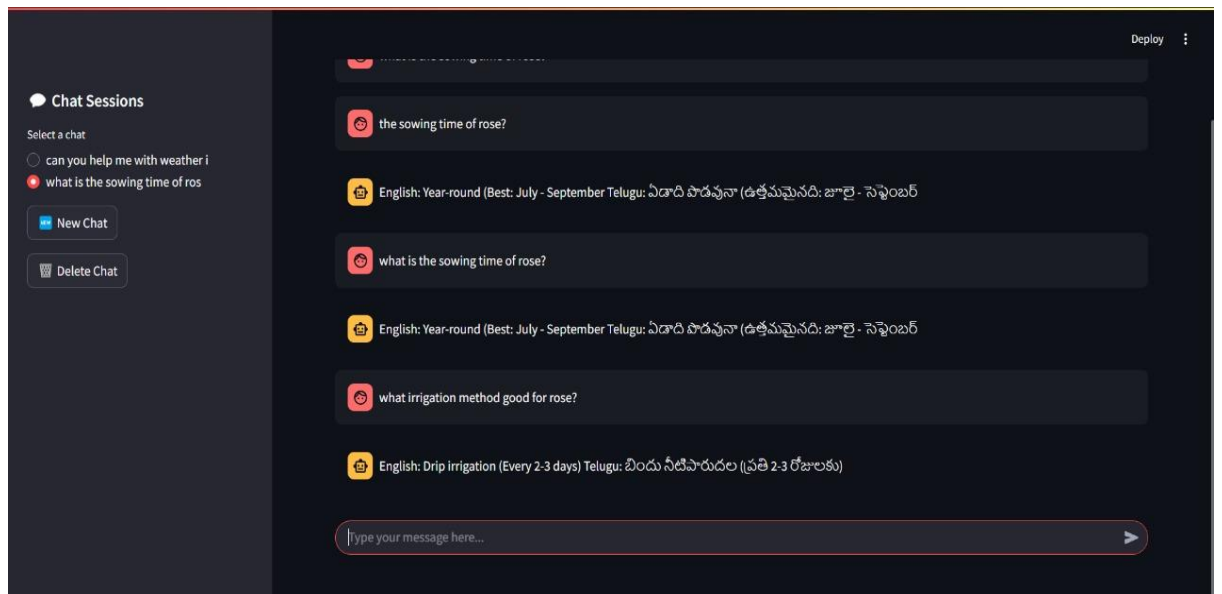 Deploy
Chat Sessions
Select a chat
can you help me with weather i
what is the sowing time of ros
New Chat
Delete Chat
the sowing time of rose?
English: Year-round (Best: July - September Telugu: ఏడాది పొడవునా (ఉత్తమమైనది: జూలై - సెప్టెంబర్
what is the sowing time of rose?
English: Year-round (Best: July - September Telugu: ఏడాది పొడవునా (ఉత్తమమైనది: జూలై - సెప్టెంబర్
what irrigation method good for rose?
English: Drip irrigation (Every 2-3 days) Telugu: బిందు నీటిపారుదల (ప్రతి 2-3 రోజులకు)
Type your message here...